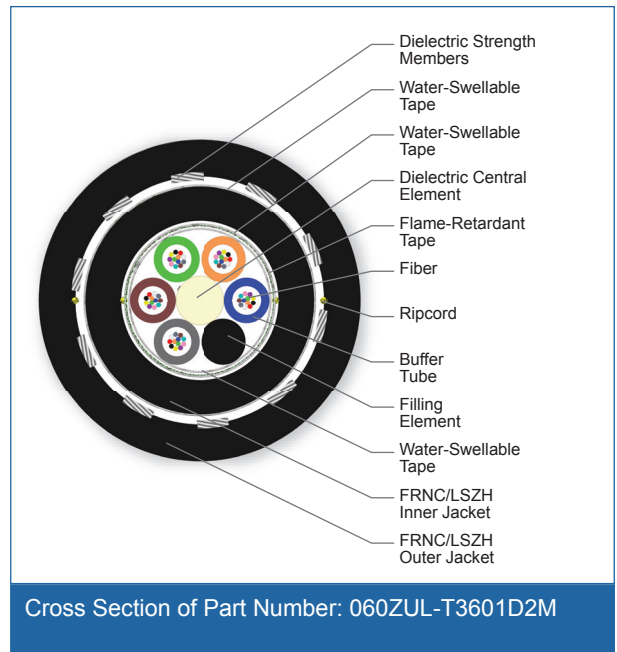 Dielectric Strength
Members
Water-Swellable
Tape
Water-Swellable
Tape
Dielectric Central
Element
Flame-Retardant
Tape
Fiber
Ripcord
Buffer
Tube
Filling
Element
Water-Swellable
Tape
FRNC/LSZH
Inner Jacket
FRNC/LSZH
Outer Jacket
Cross Section of Part Number: 060ZUL-T3601D2M